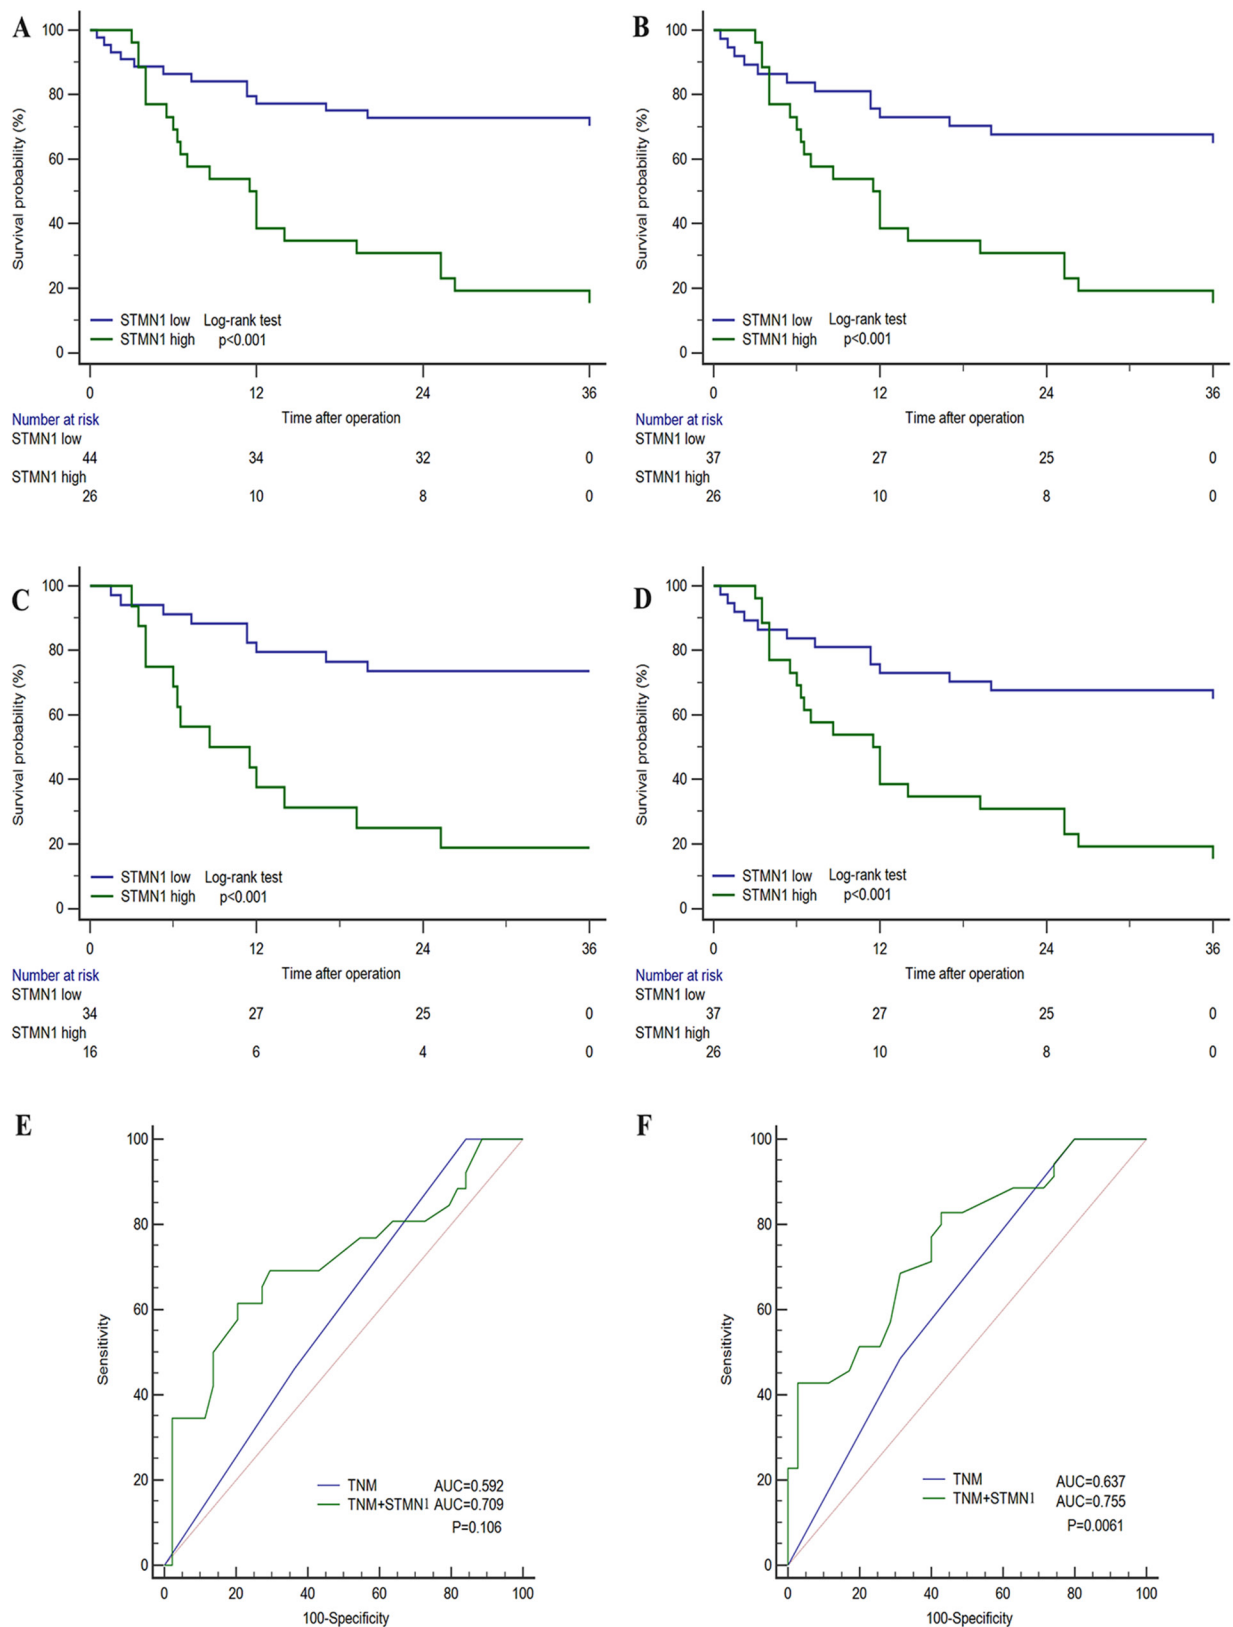 A
100
80
60
40
20
0
Survival probability (%)
STMN1 low Log-rank test
STMN1 high p<0.001
0 12 24 36
Number at risk Time after operation
STMN1 low
44 34 32 0
STMN1 high
26 10 8 0
B
100
80
60
40
20
0
Survival probability (%)
STMN1 low Log-rank test
STMN1 high p<0.001
0 12 24 36
Number at risk Time after operation
STMN1 low
37 27 25 0
STMN1 high
26 10 8 0
C
100
80
60
40
20
0
Survival probability (%)
STMN1 low Log-rank test
STMN1 high p<0.001
0 12 24 36
Number at risk Time after operation
STMN1 low
34 27 25 0
STMN1 high
16 6 4 0
D
100
80
60
40
20
0
Survival probability (%)
STMN1 low Log-rank test
STMN1 high p<0.001
0 12 24 36
Number at risk Time after operation
STMN1 low
37 27 25 0
STMN1 high
26 10 8 0
E
100
80
60
40
20
0
Sensitivity
TNM AUC=0.592
TNM+STMN1 AUC=0.709
P=0.106
0 20 40 60 80 100
100-Specificity
F
100
80
60
40
20
0
Sensitivity
TNM AUC=0.637
TNM+STMN1 AUC=0.755
P=0.0061
0 20 40 60 80 100
100-Specificity